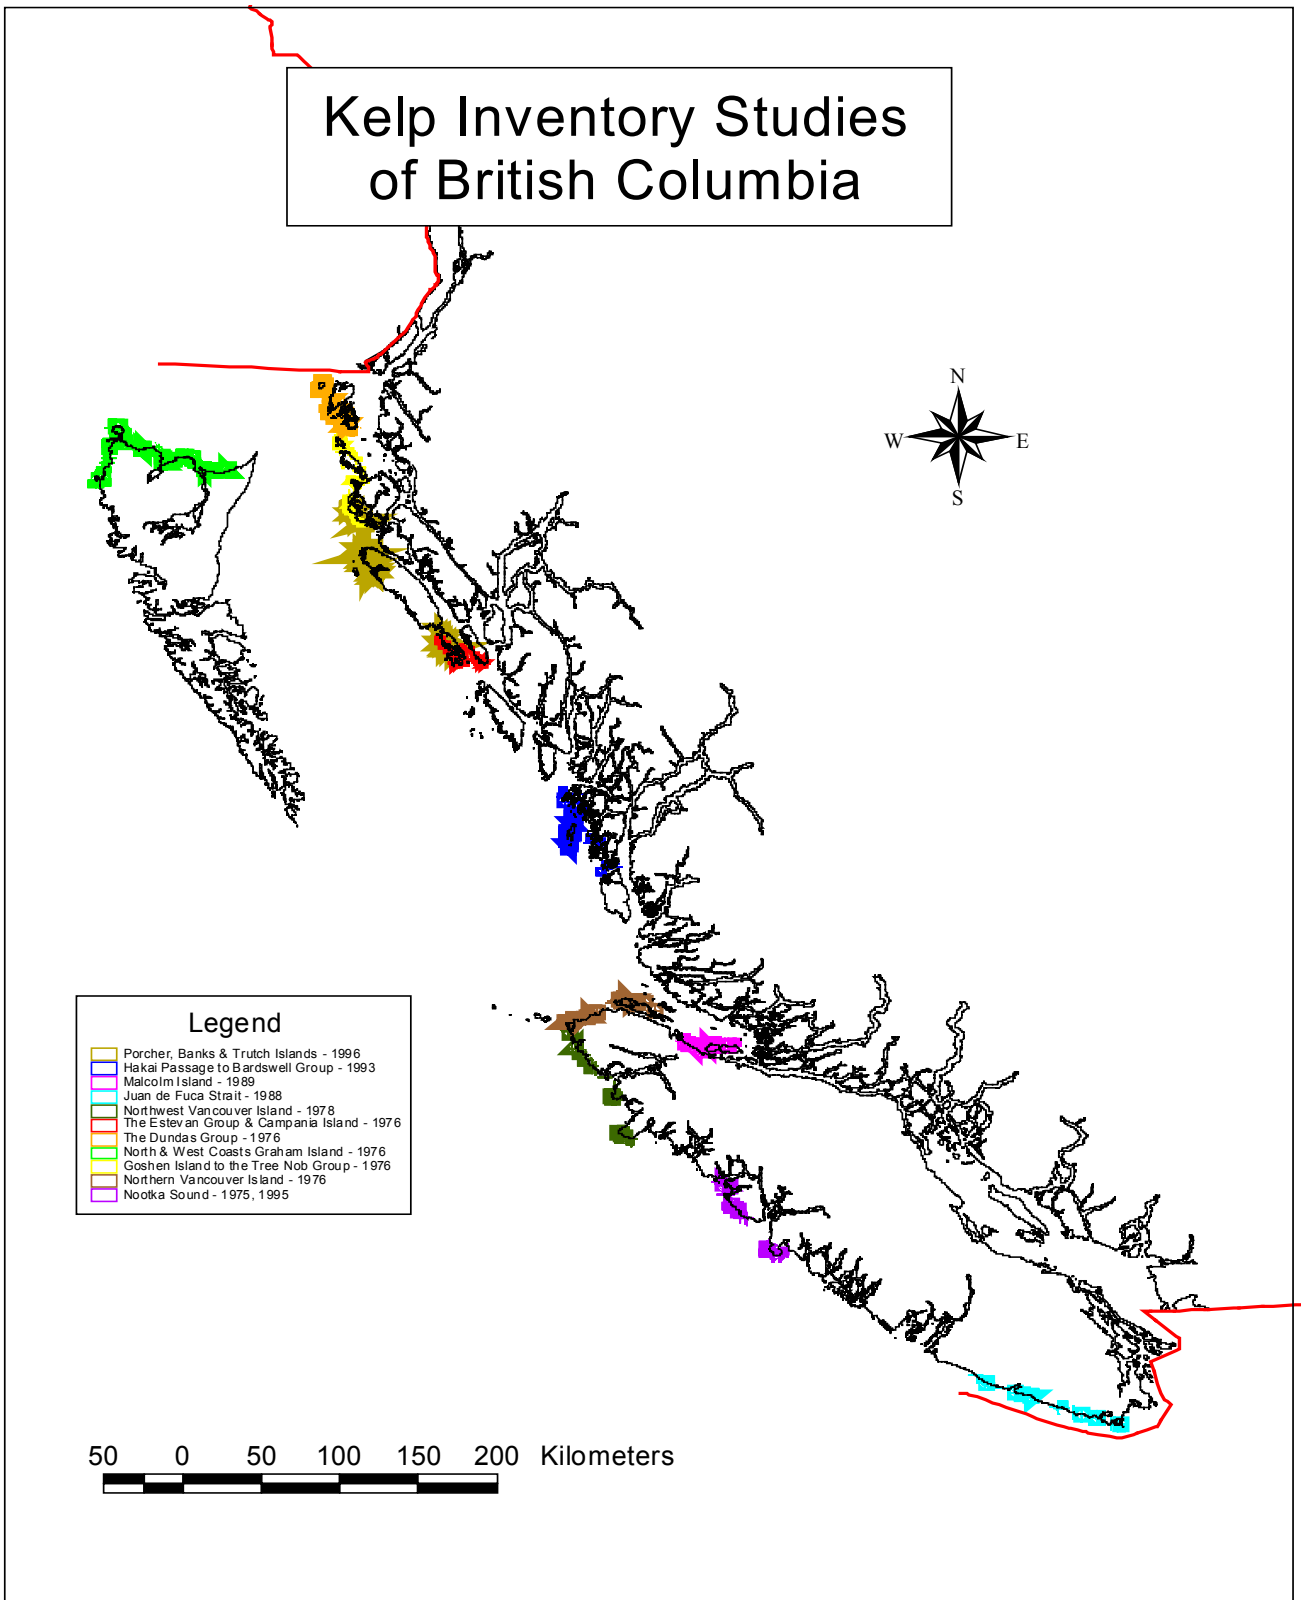 Kelp Inventory Studies
of British Columbia
N
W E
S
Legend
Porcher, Banks & Trutch Islands - 1996
Hakai Passage to Bardswell Group - 1993
Malcolm Island - 1989
Juan de Fuca Strait - 1988
Northwest Vancouver Island - 1978
The Estevan Group & Campania Island - 1976
The Dundas Group - 1976
North & West Coasts Graham Island - 1976
Goshen Island to the Tree Nob Group - 1976
Northern Vancouver Island - 1976
Nootka Sound - 1975, 1995
50 0 50 100 150 200 Kilometers